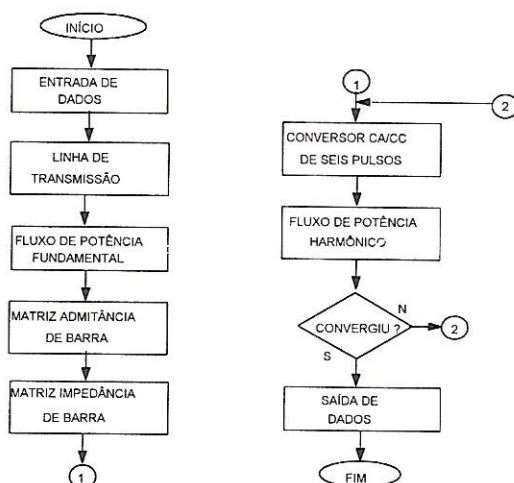 INÍCIO
ENTRADA DE
DADOS
LINHA DE
TRANSMISSÃO
FLUXO DE POTÊNCIA
FUNDAMENTAL
MATRIZ ADMITÂNCIA
DE BARRA
MATRIZ IMPEDÂNCIA
DE BARRA
1
1
2
CONVERSOR CA/CC
DE SEIS PULSOS
FLUXO DE POTÊNCIA
HARMÔNICO
CONVERGIU ?
N
2
S
SAÍDA DE
DADOS
FIM